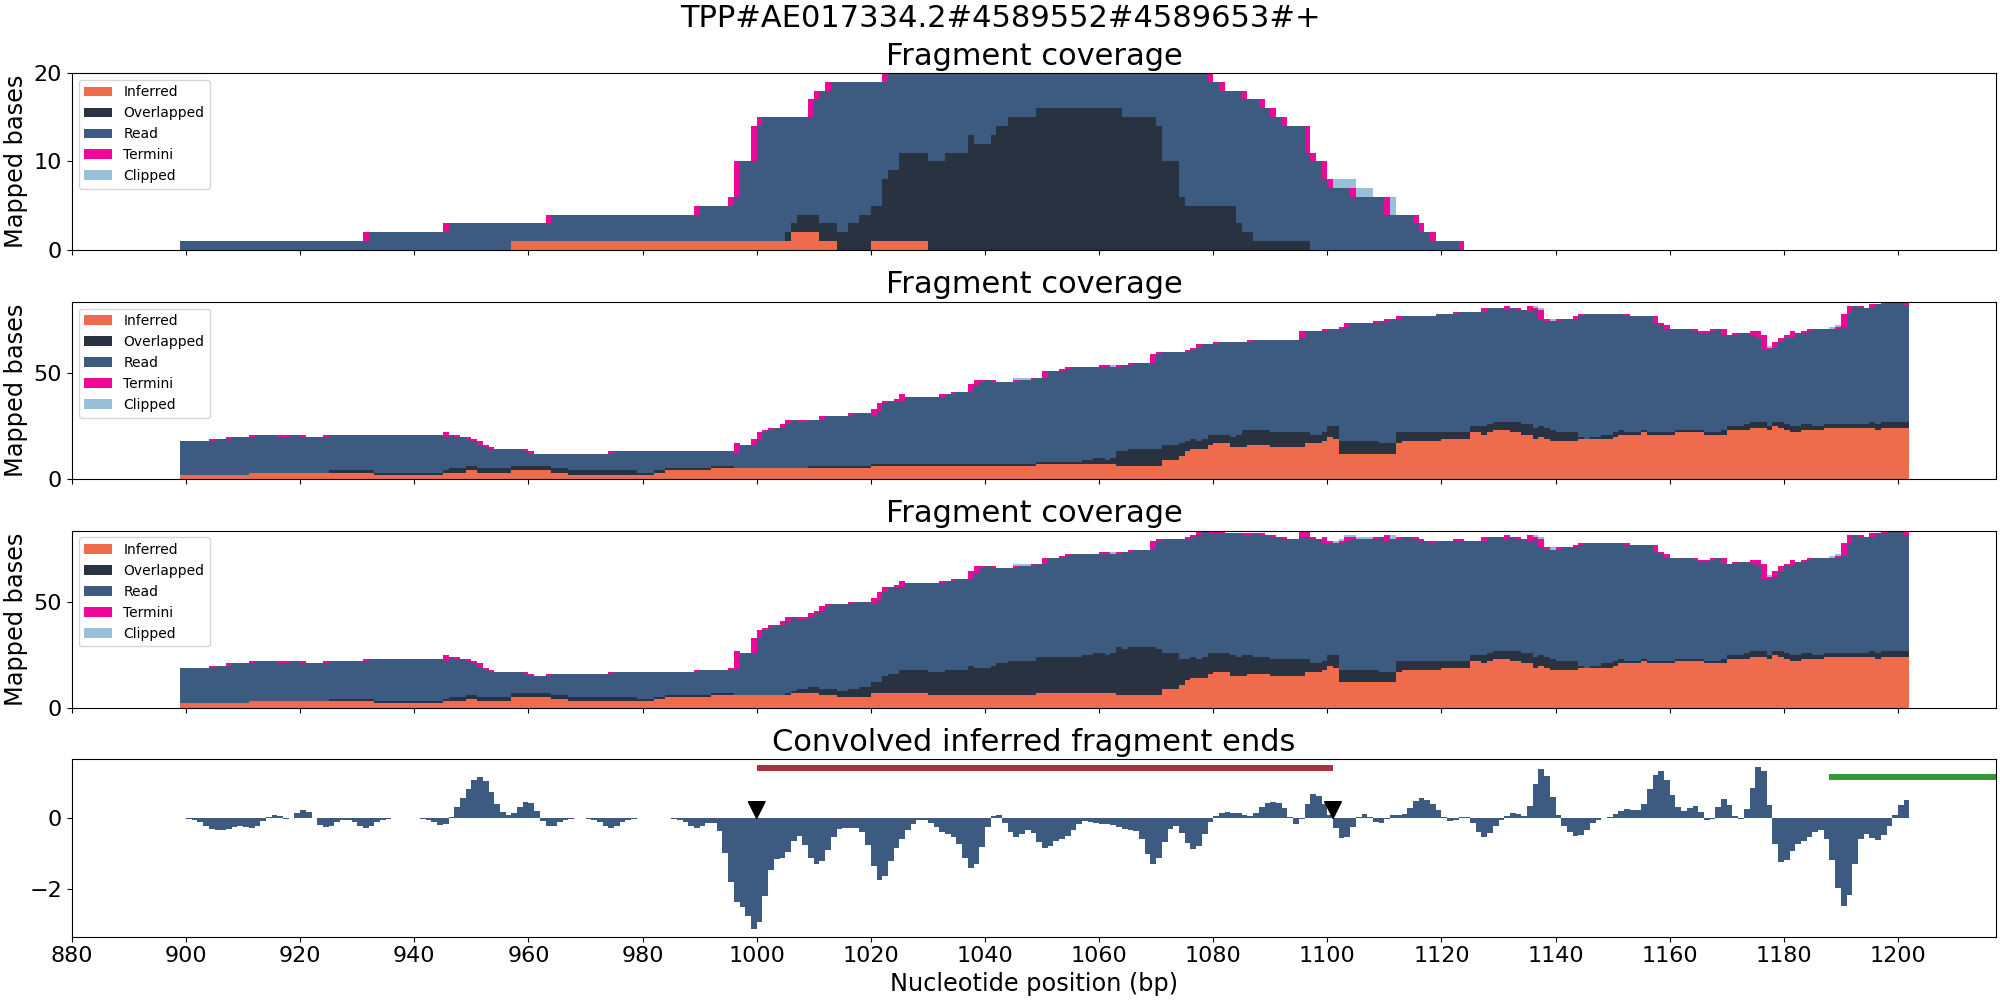 TPP#AE017334.2#4589552#4589653#+
Fragment coverage
Mapped bases
20
10
0
Inferred
Overlapped
Read
Termini
Clipped
Fragment coverage
Mapped bases
50
0
Inferred
Overlapped
Read
Termini
Clipped
Fragment coverage
Mapped bases
50
0
Inferred
Overlapped
Read
Termini
Clipped
Convolved inferred fragment ends
0
−2
880 900 920 940 960 980 1000 1020 1040 1060 1080 1100 1120 1140 1160 1180 1200
Nucleotide position (bp)